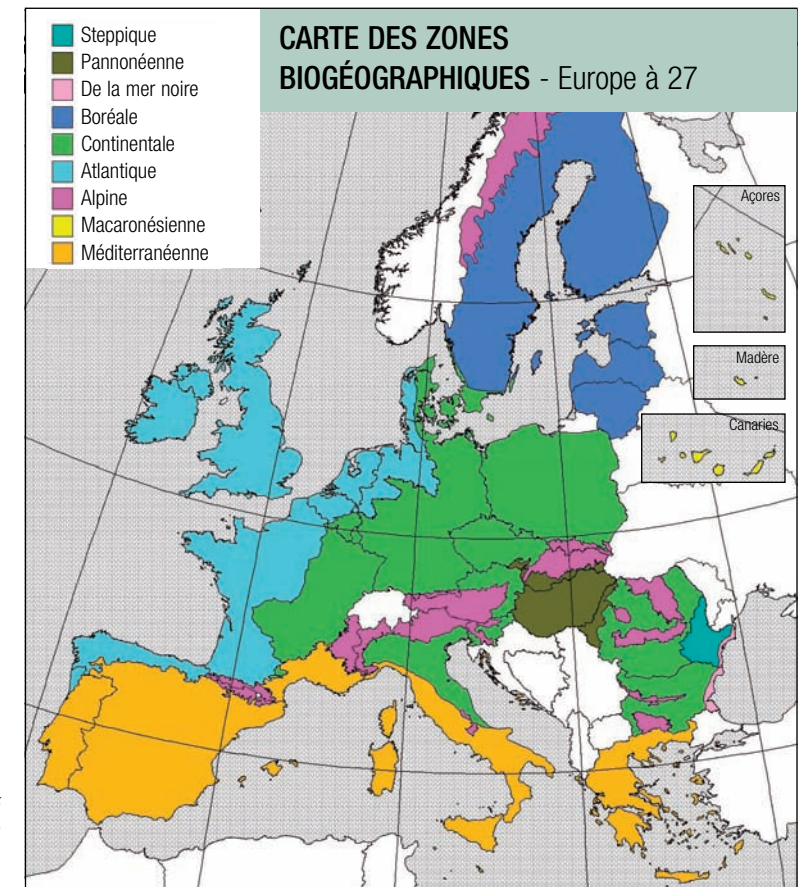 CARTE DES ZONES
BIOGÉOGRAPHIQUES - Europe à 27
Steppique
Pannonéenne
De la mer noire
Boréale
Continentale
Atlantique
Alpine
Macaronésienne
Méditerranéenne
Açores
Madère
Canaries